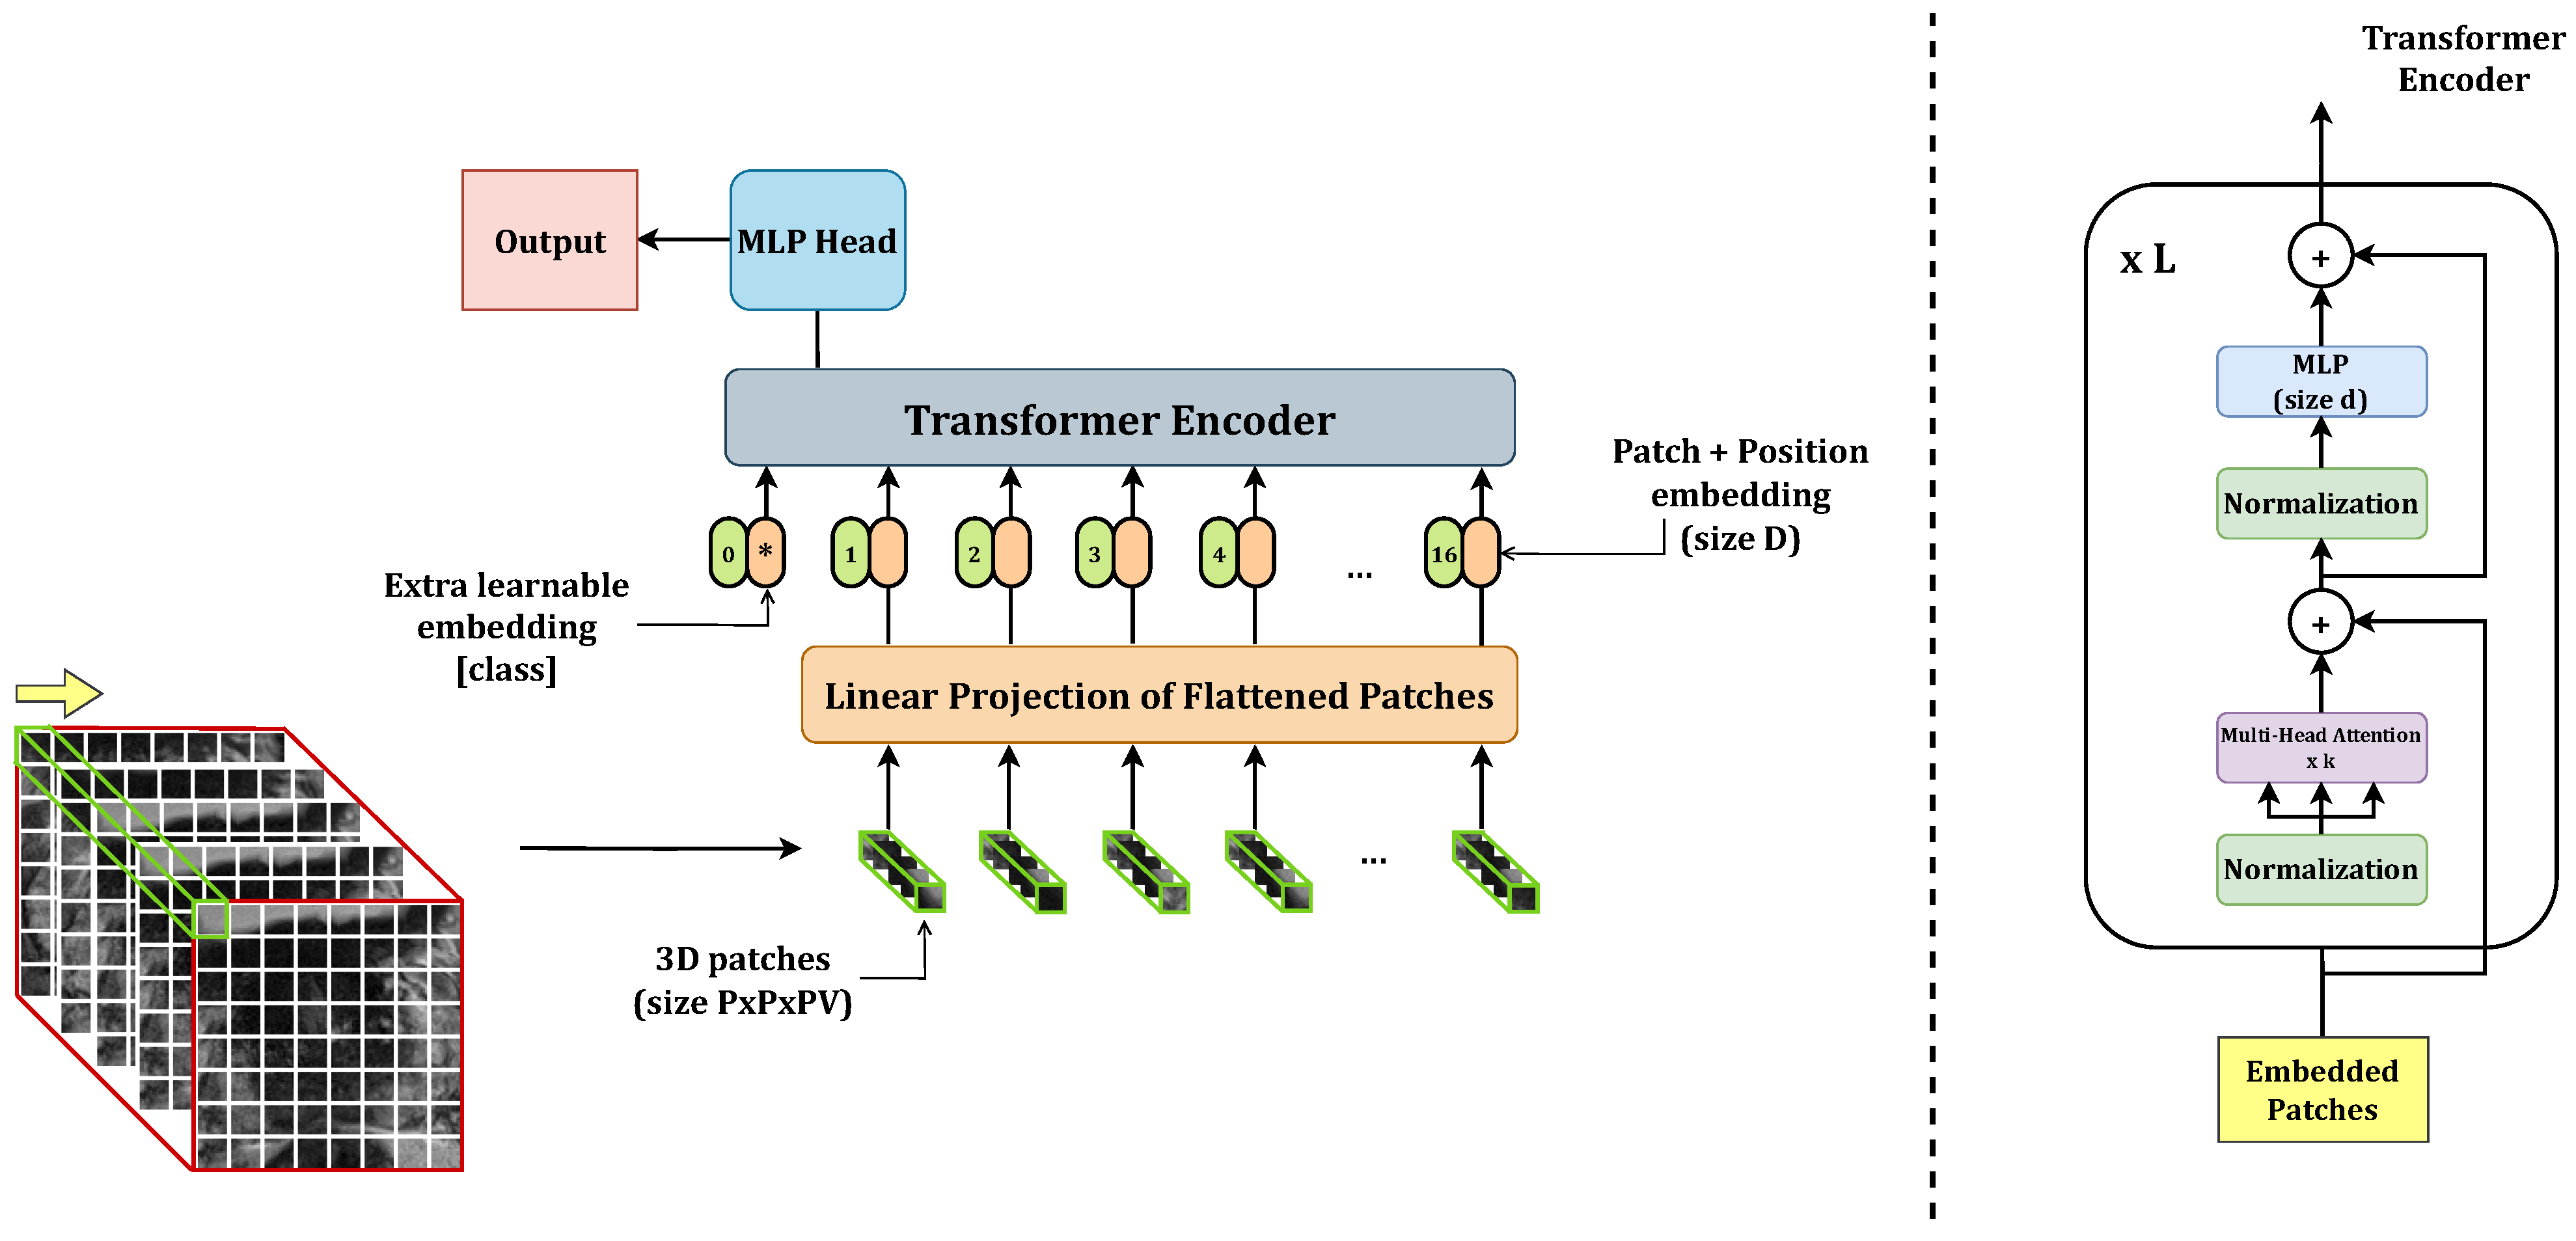 Output
MLP Head
Transformer Encoder
Patch + Position
embedding
(size D)
0
*
1
2
3
4
...
16
Extra learnable
embedding
[class]
Linear Projection of Flattened Patches
...
3D patches
(size PxPxPV)
Transformer
Encoder
x L
+
MLP
(size d)
Normalization
+
Multi-Head Attention
x k
Normalization
Embedded
Patches